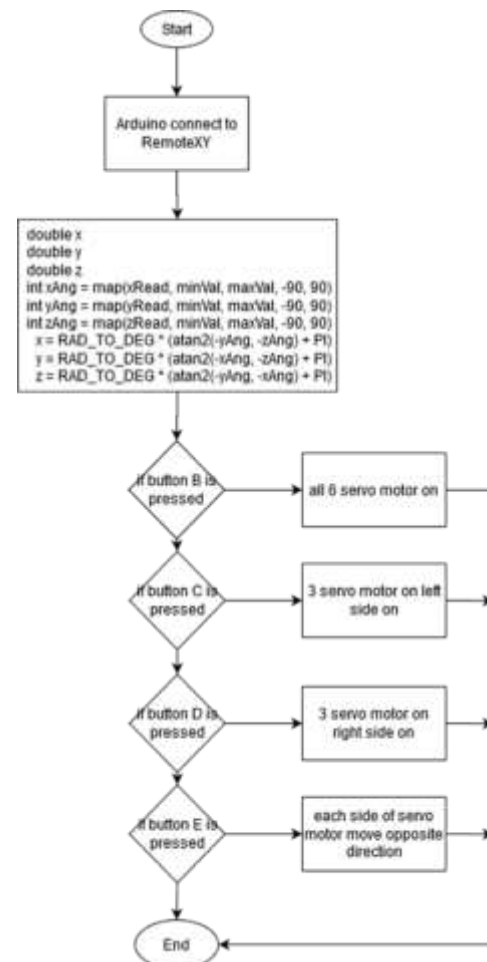 Start
Arduino connect to
RemoteXY
double x
double y
double z
int xAng = map(xRead, minVal, maxVal, -90, 90)
int yAng = map(yRead, minVal, maxVal, -90, 90)
int zAng = map(zRead, minVal, maxVal, -90, 90)
x = RAD_TO_DEG * (atan2(-yAng, -zAng) + PI)
y = RAD_TO_DEG * (atan2(-xAng, -zAng) + PI)
z = RAD_TO_DEG * (atan2(-yAng, -xAng) + PI)
if button B is
pressed
all 6 servo motor on
if button C is
pressed
3 servo motor on left
side on
if button D is
pressed
3 servo motor on
right side on
if button E is
pressed
each side of servo
motor move opposite
direction
End